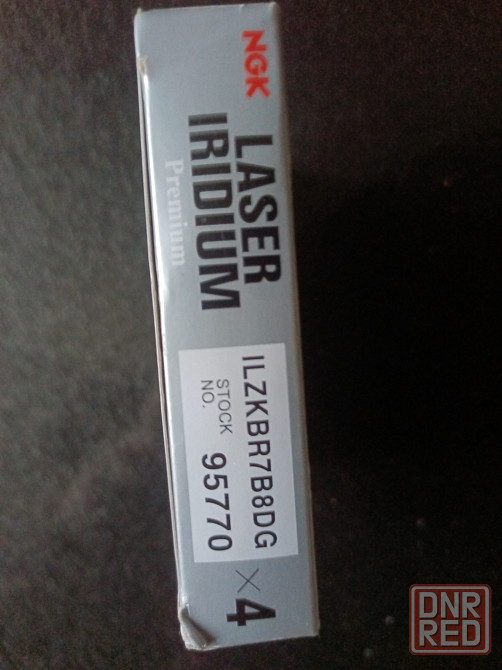 NGK
LASER
IRIDIUM
Premium
ILZKBR7B8DG
STOCK
NO. 95770
×4
DNR
RED